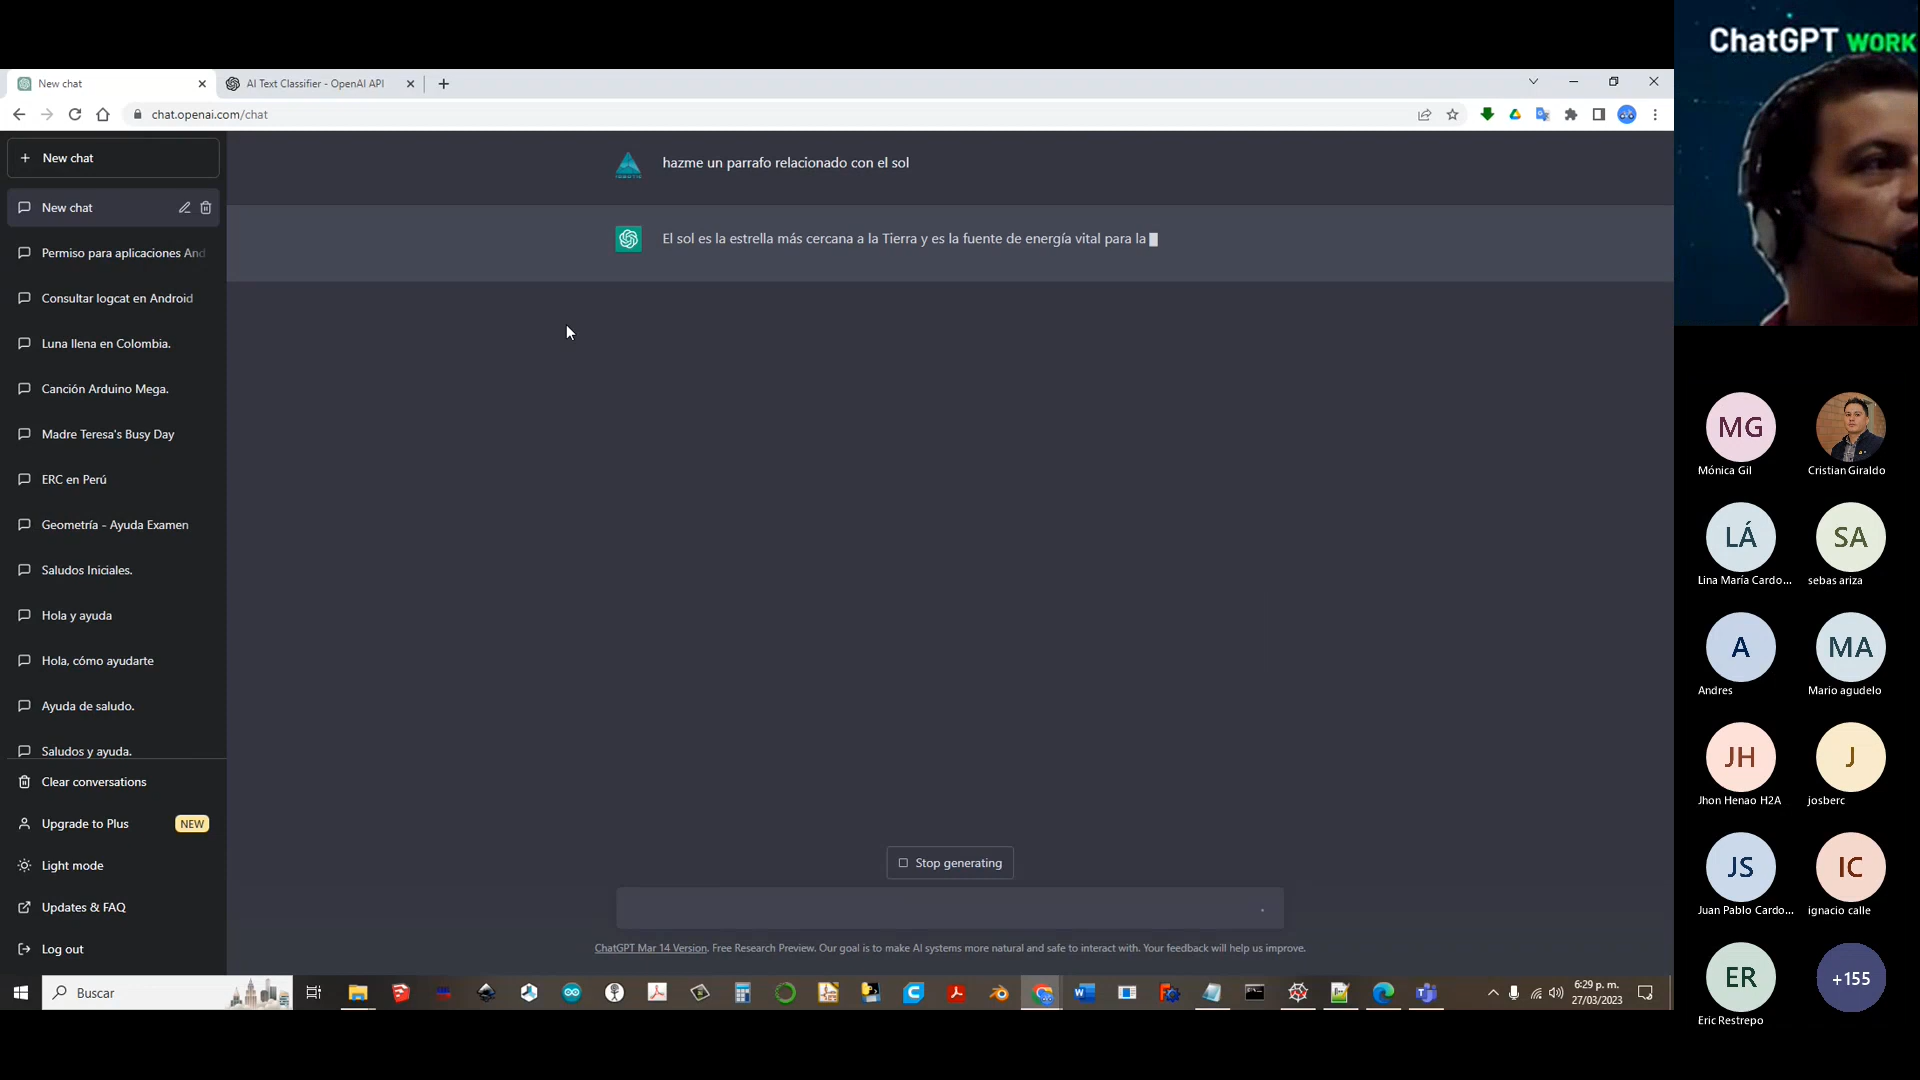 ChatGPT WORK
New chat
AI Text Classifier - OpenAI API
chat.openai.com/chat
New chat
New chat
Permiso para aplicaciones And
Consultar logcat en Android
Luna llena en Colombia.
Canción Arduino Mega.
Madre Teresa's Busy Day
ERC en Perú
Geometría - Ayuda Examen
Saludos Iniciales.
Hola y ayuda
Hola, cómo ayudarte
Ayuda de saludo.
Saludos y ayuda.
Clear conversations
Upgrade to Plus NEW
Light mode
Updates & FAQ
Log out
hazme un parrafo relacionado con el sol
El sol es la estrella más cercana a la Tierra y es la fuente de energía vital para la
Stop generating
ChatGPT Mar 14 Version. Free Research Preview. Our goal is to make AI systems more natural and safe to interact with. Your feedback will help us improve.
Buscar
6:29 p. m.
27/03/2023
MG
Mónica Gil
Cristian Giraldo
LÁ
Lina María Cardo...
SA
sebas ariza
A
Andres
MA
Mario agudelo
JH
Jhon Henao H2A
J
josberc
JS
Juan Pablo Cardo...
IC
ignacio calle
ER
Eric Restrepo
+155